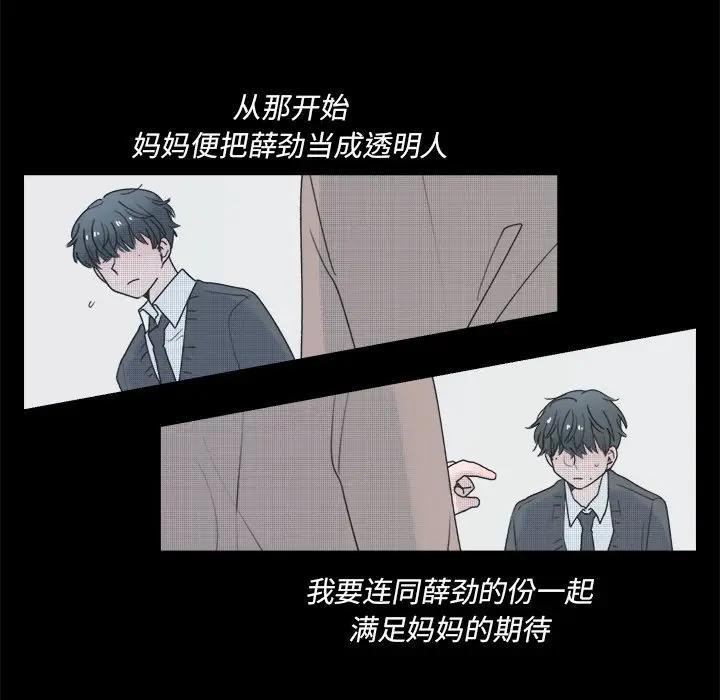 从那开始
妈妈便把薛劲当成透明人
我要连同薛劲的份一起
满足妈妈的期待